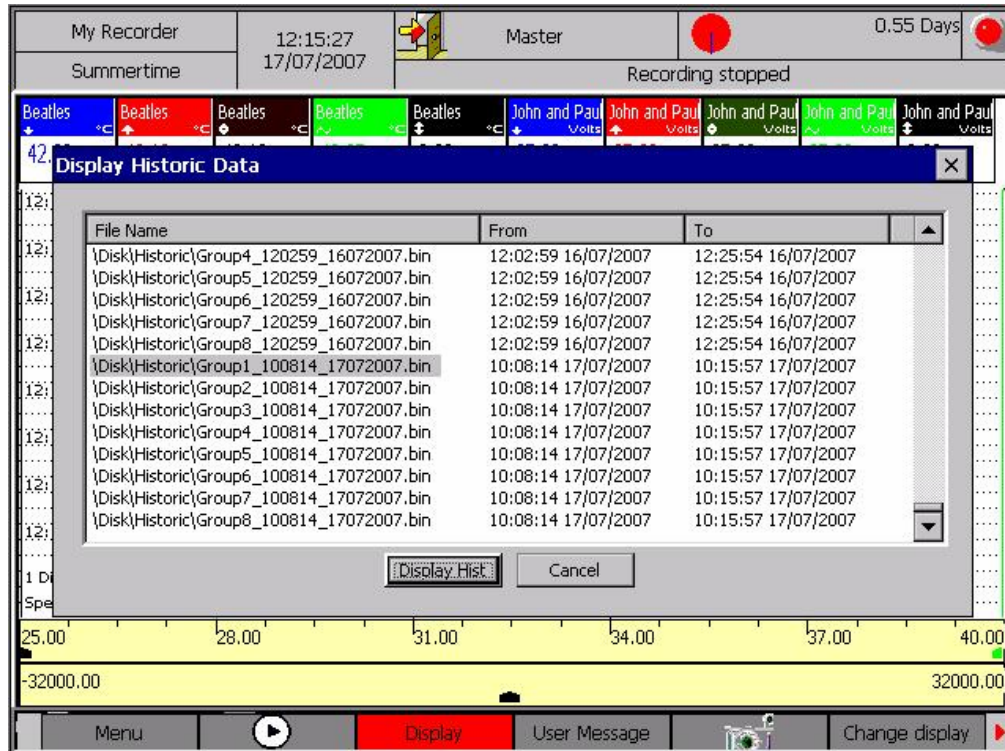 My Recorder
12:15:27
Master
0.55 Days
Summertime
17/07/2007
Recording stopped
Beatles Beatles Beatles Beatles Beatles John and Paul John and Paul John and Paul John and Paul John and Paul
°C °C °C °C °C Volts Volts Volts Volts Volts
42.
Display Historic Data
File Name From To
\Disk\Historic\Group4_120259_16072007.bin 12:02:59 16/07/2007 12:25:54 16/07/2007
\Disk\Historic\Group5_120259_16072007.bin 12:02:59 16/07/2007 12:25:54 16/07/2007
\Disk\Historic\Group6_120259_16072007.bin 12:02:59 16/07/2007 12:25:54 16/07/2007
\Disk\Historic\Group7_120259_16072007.bin 12:02:59 16/07/2007 12:25:54 16/07/2007
\Disk\Historic\Group8_120259_16072007.bin 12:02:59 16/07/2007 12:25:54 16/07/2007
\Disk\Historic\Group1_100814_17072007.bin 10:08:14 17/07/2007 10:15:57 17/07/2007
\Disk\Historic\Group2_100814_17072007.bin 10:08:14 17/07/2007 10:15:57 17/07/2007
\Disk\Historic\Group3_100814_17072007.bin 10:08:14 17/07/2007 10:15:57 17/07/2007
\Disk\Historic\Group4_100814_17072007.bin 10:08:14 17/07/2007 10:15:57 17/07/2007
\Disk\Historic\Group5_100814_17072007.bin 10:08:14 17/07/2007 10:15:57 17/07/2007
\Disk\Historic\Group6_100814_17072007.bin 10:08:14 17/07/2007 10:15:57 17/07/2007
\Disk\Historic\Group7_100814_17072007.bin 10:08:14 17/07/2007 10:15:57 17/07/2007
\Disk\Historic\Group8_100814_17072007.bin 10:08:14 17/07/2007 10:15:57 17/07/2007
Display Hist Cancel
12:
12:
12:
12:
12:
12:
12:
12:
1 Di
Spe
25.00 28.00 31.00 34.00 37.00 40.00
-32000.00 32000.00
Menu Display User Message Change display